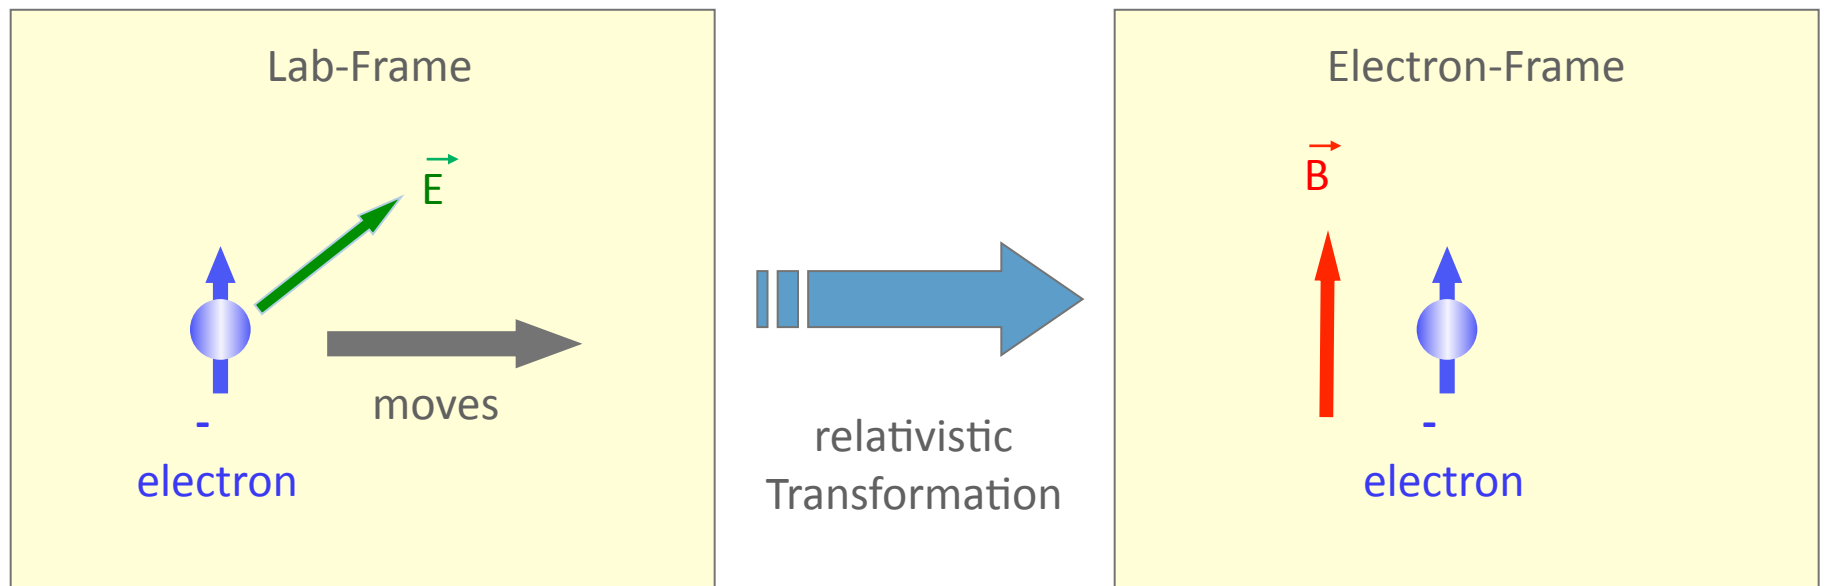 Lab-Frame
E
moves
-
electron
relativistic
Transformation
Electron-Frame
B
-
electron